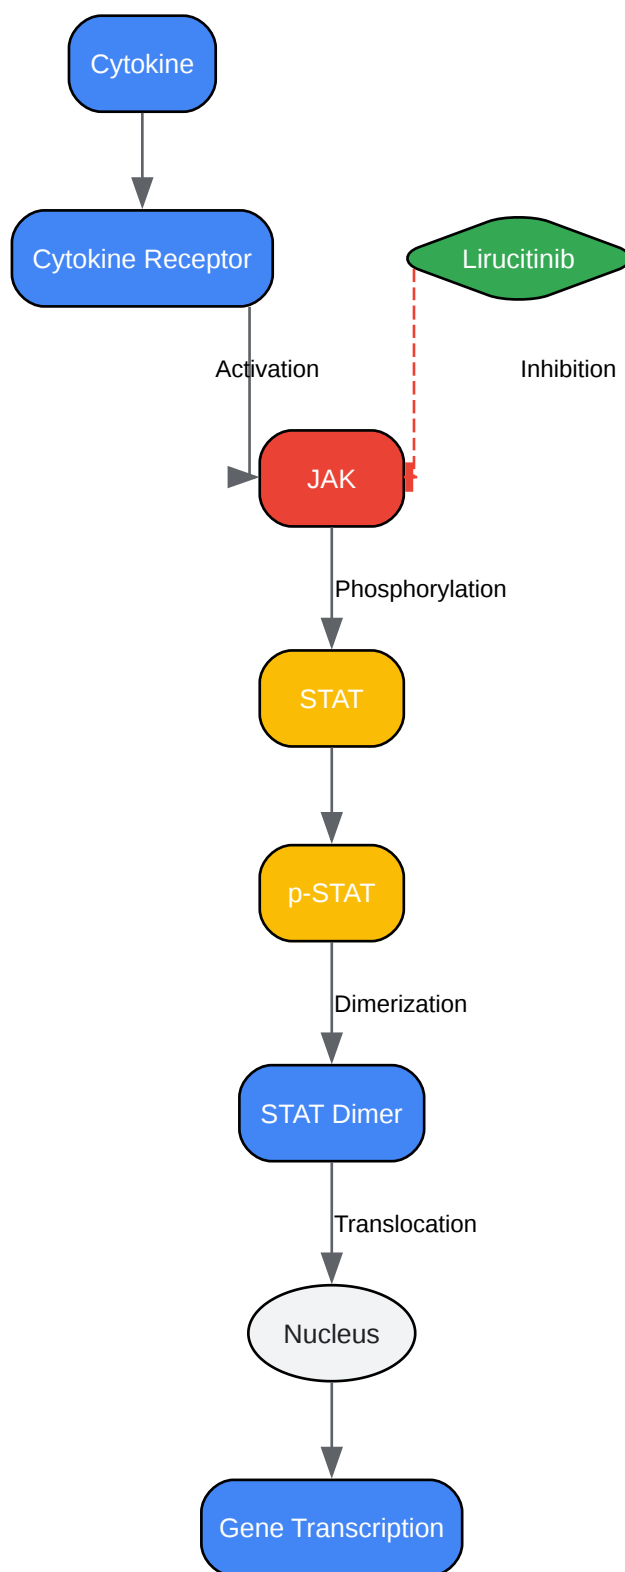 Cytokine
Cytokine Receptor
Lirucitinib
Activation
Inhibition
JAK
Phosphorylation
STAT
p-STAT
Dimerization
STAT Dimer
Translocation
Nucleus
Gene Transcription